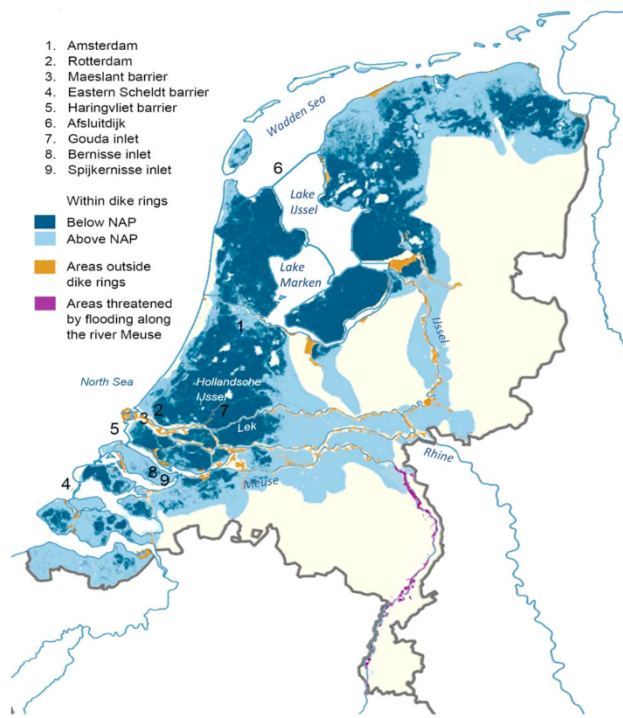 1. Amsterdam
2. Rotterdam
3. Maeslant barrier
4. Eastern Scheldt barrier
5. Haringvliet barrier
6. Afsluitdijk
7. Gouda inlet
8. Bernisse inlet
9. Spijkernisse inlet
Within dike rings
Below NAP
Above NAP
Areas outside
dike rings
Areas threatened
by flooding along
the river Meuse
Wadden Sea
6
Lake
IJssel
Lake
Marken
1
IJssel
North Sea
Hollandsche
IJssel
2
7
3
Lek
5
Rhine
8
4
9
Meuse